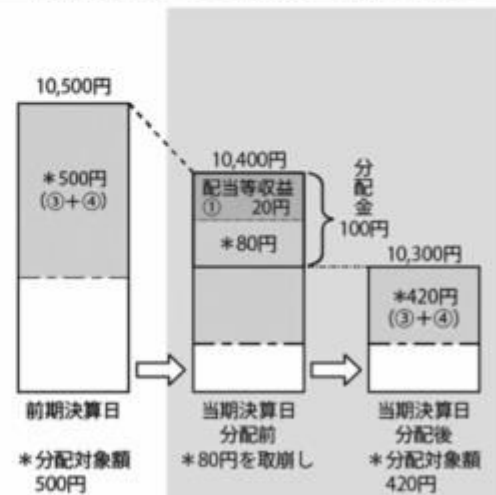 10,500円
*500円
(③+④)
前期決算日
*分配対象額
500円
10,400円
配当等収益
① 20円
*80円
分配金
100円
当期決算日
分配前
*80円を取崩し
10,300円
*420円
(③+④)
当期決算日
分配後
*分配対象額
420円